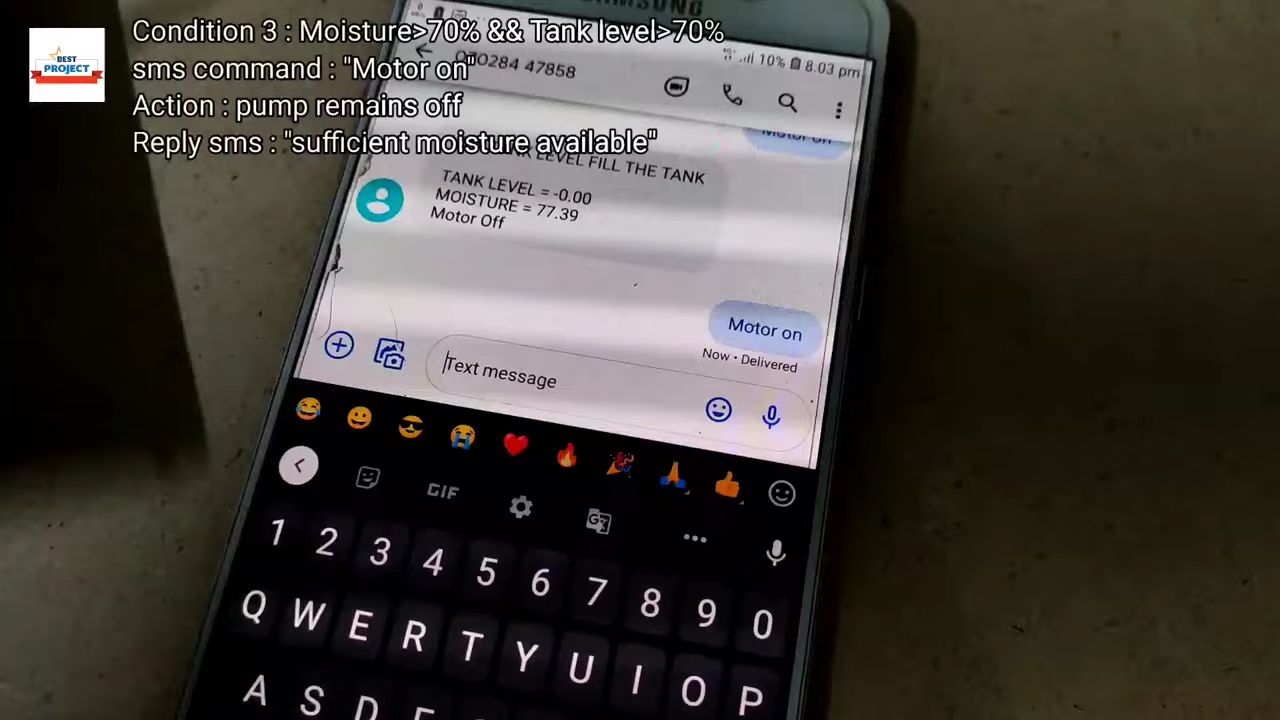 SAMSUNG
Condition 3 : Moisture>70% && Tank level>70%
BEST
PROJECT
sms command : "Motor on"
Action : pump remains off
Reply sms : "sufficient moisture available"
10% 8.03 pm
47858
Motor on
LEVEL FILL THE TANK
TANK LEVEL = -0.00
MOISTURE = 77.39
Motor Off
Motor on
Now • Delivered
Text message
GIF
1 2 3 4 5 6 7 8 9 0
Q W E R T Y U I O P
A S D F